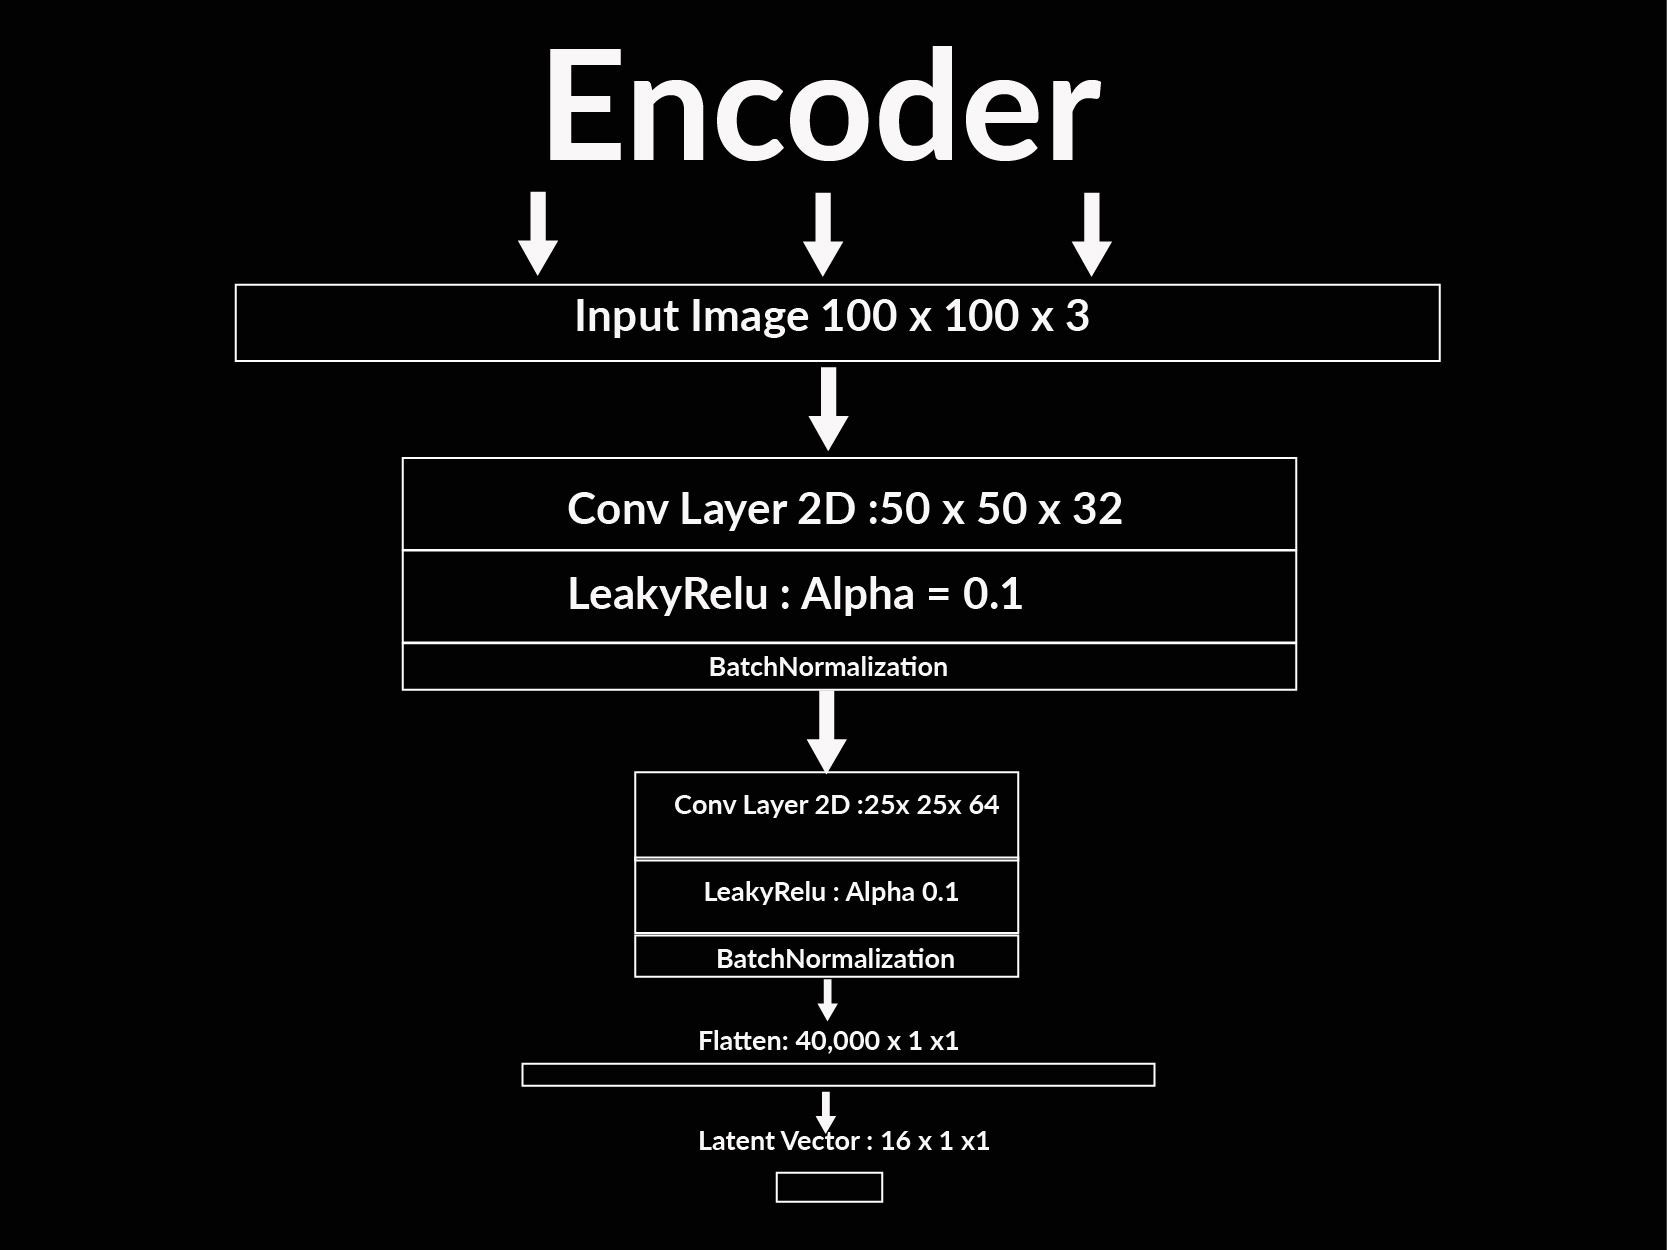 Encoder
Input Image 100 x 100 x 3
Conv Layer 2D :50 x 50 x 32
LeakyRelu : Alpha = 0.1
BatchNormalization
Conv Layer 2D :25x 25x 64
LeakyRelu : Alpha 0.1
BatchNormalization
Flatten: 40,000 x 1 x1
Latent Vector : 16 x 1 x1